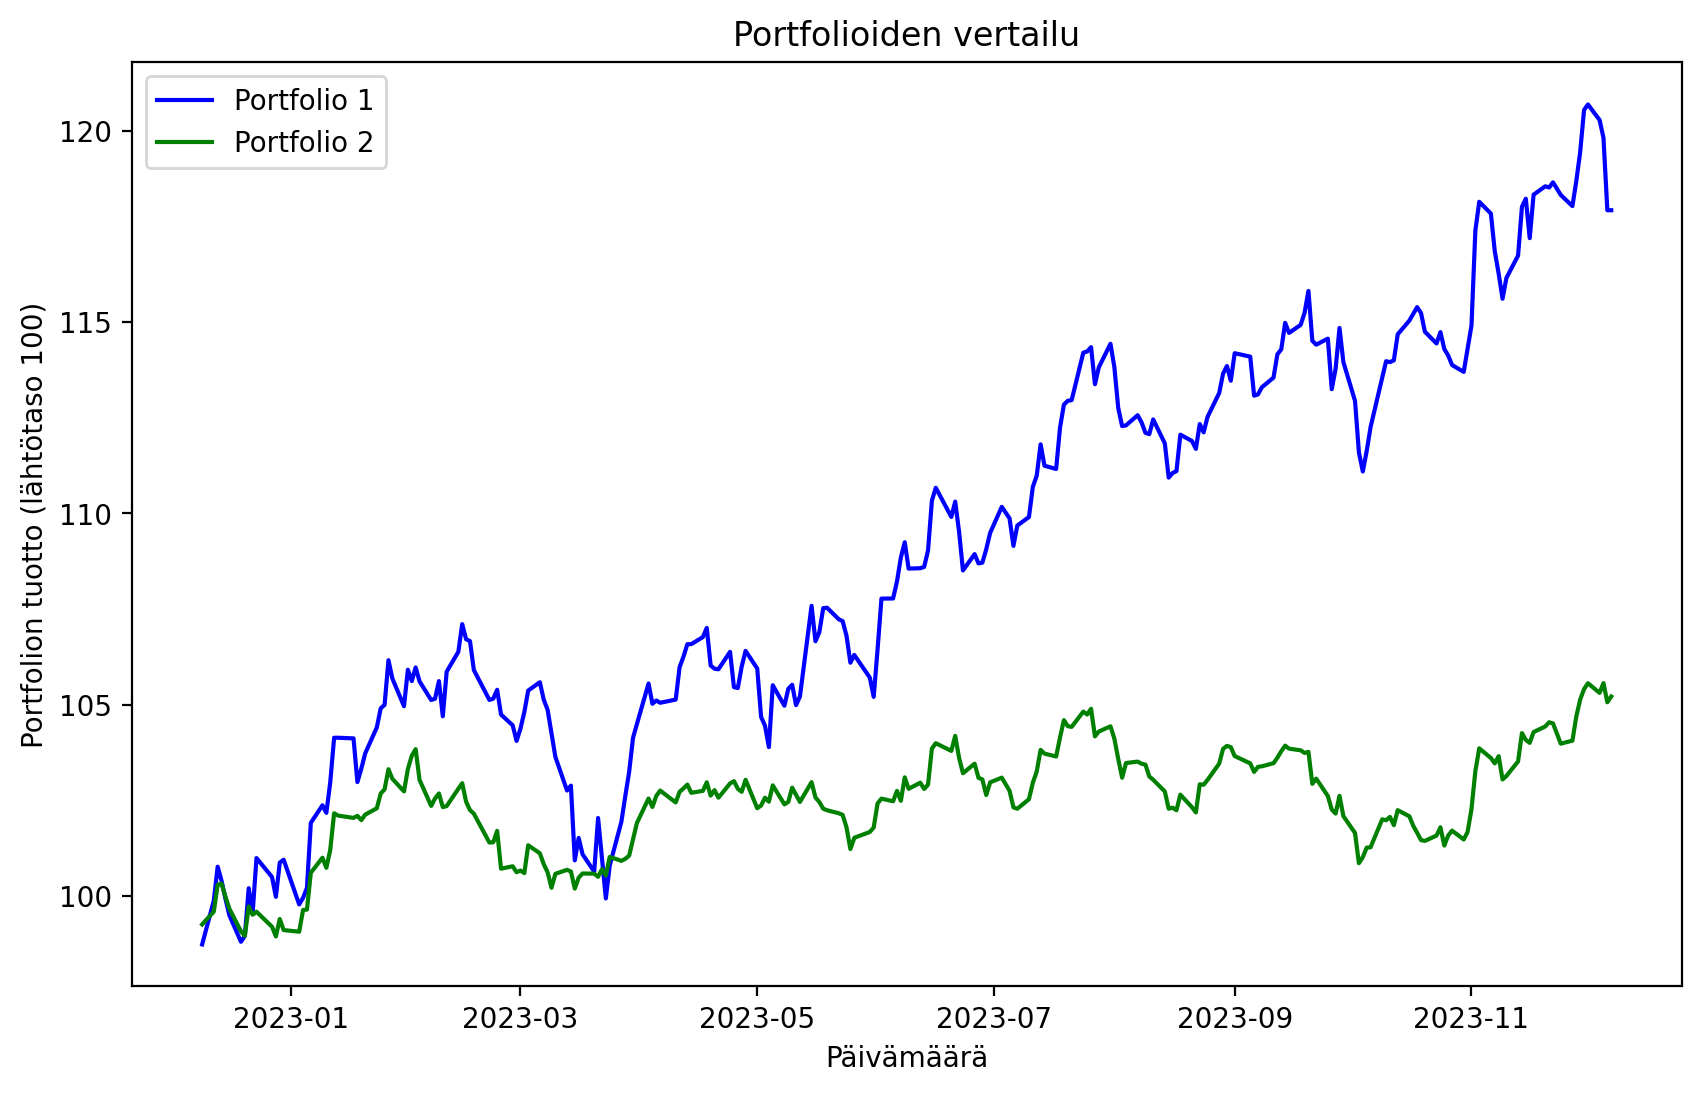 Portfolioiden vertailu
Portfolio 1
Portfolio 2
Portfolion tuotto (lähtötaso 100)
120
115
110
105
100
2023-01 2023-03 2023-05 2023-07 2023-09 2023-11
Päivämäärä